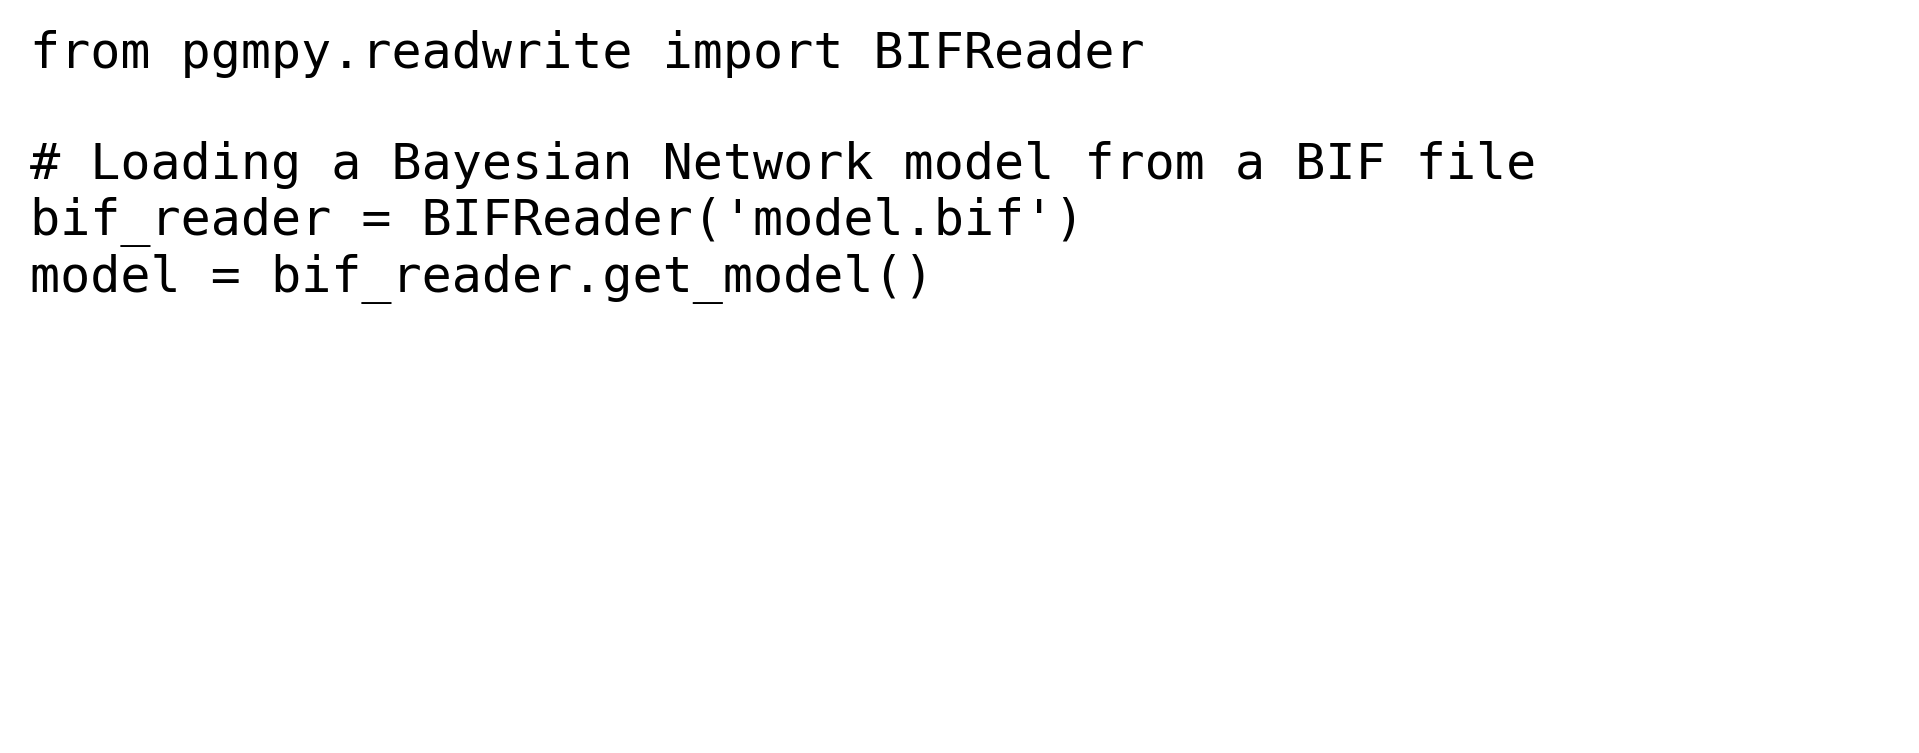 from pgmpy.readwrite import BIFReader

# Loading a Bayesian Network model from a BIF file
bif_reader = BIFReader('model.bif')
model = bif_reader.get_model()